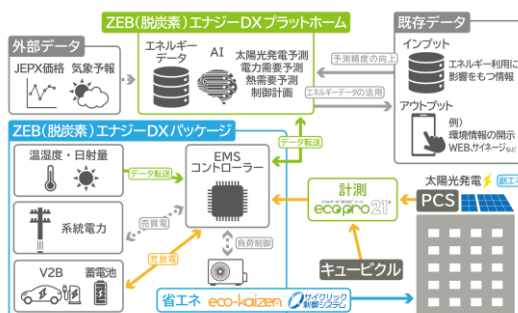 ZEB(脱炭素)エナジーDXプラットホーム
既存データ
外部データ
JEPX価格 気象予報
エネルギー
データ
AI
太陽光発電予測
電力需要予測
熱需要予測
制御計画
予測精度の向上
エネルギーデータの活用
インプット
エネルギー利用に
影響をもつ情報
アウトプット
例)
環境情報の開示
WEB、サイネージなど
ZEB(脱炭素)エナジーDXパッケージ
データ転送
温湿度・日射量
データ転送
EMS
コントローラー
系統電力
売買電
負荷制御
V2B 蓄電池
充放電
計測
ecopro21
太陽光発電
創エネ
PCS
キュービクル
省エネ eco-kaizen サイクリック
制御システム